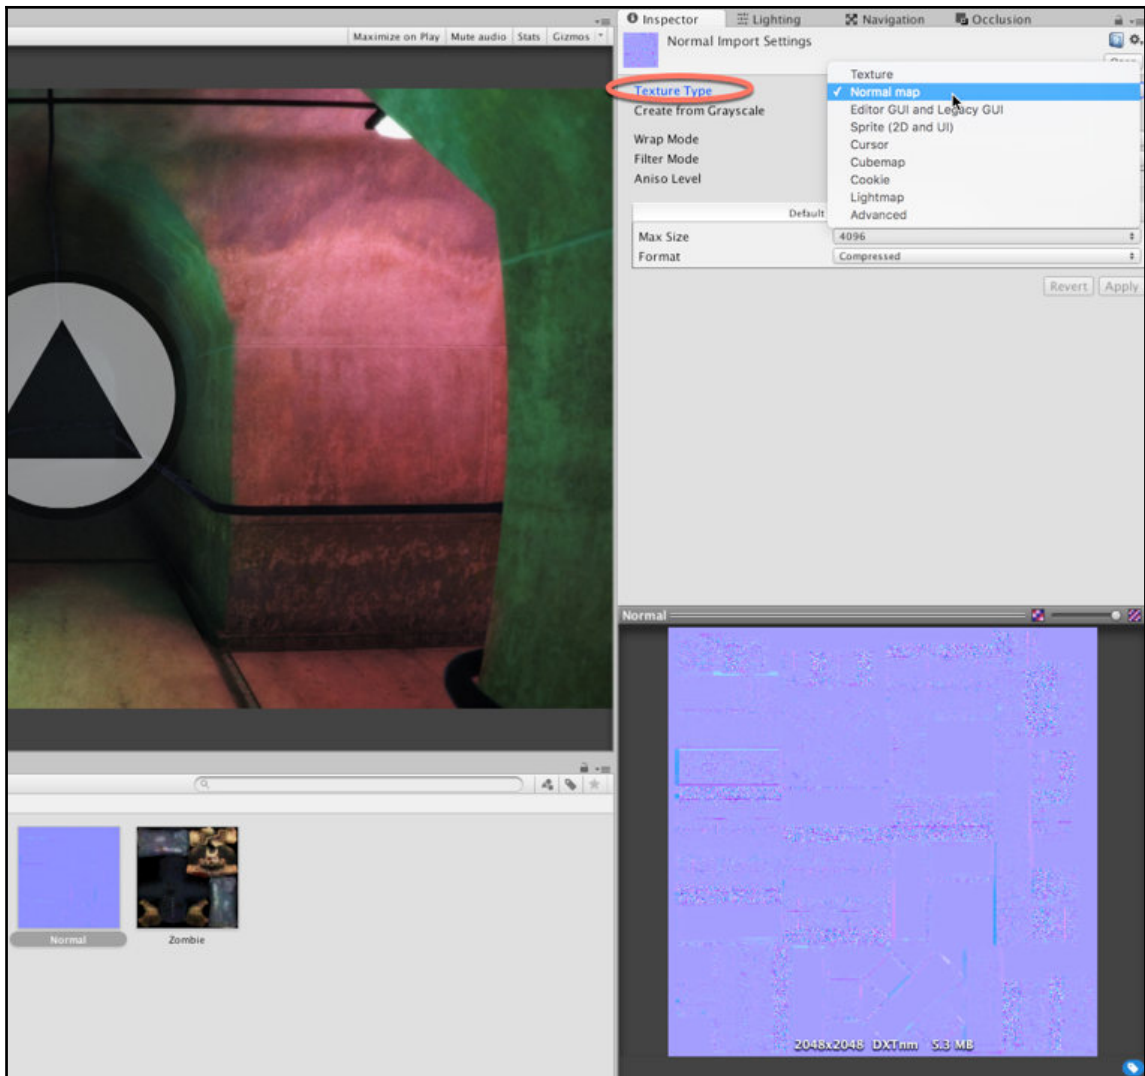 Inspector Lighting Navigation Occlusion
Maximize on Play Mute audio Stats Gizmos
Normal Import Settings
Texture Type
Create from Grayscale
Wrap Mode
Filter Mode
Aniso Level
Texture
✓ Normal map
Editor GUI and Legacy GUI
Sprite (2D and UI)
Cursor
Cubemap
Cookie
Lightmap
Advanced
Default
Max Size 4096
Format Compressed
Revert Apply
Normal
2048x2048 DXTnm 5.3 MB
Normal Zombie